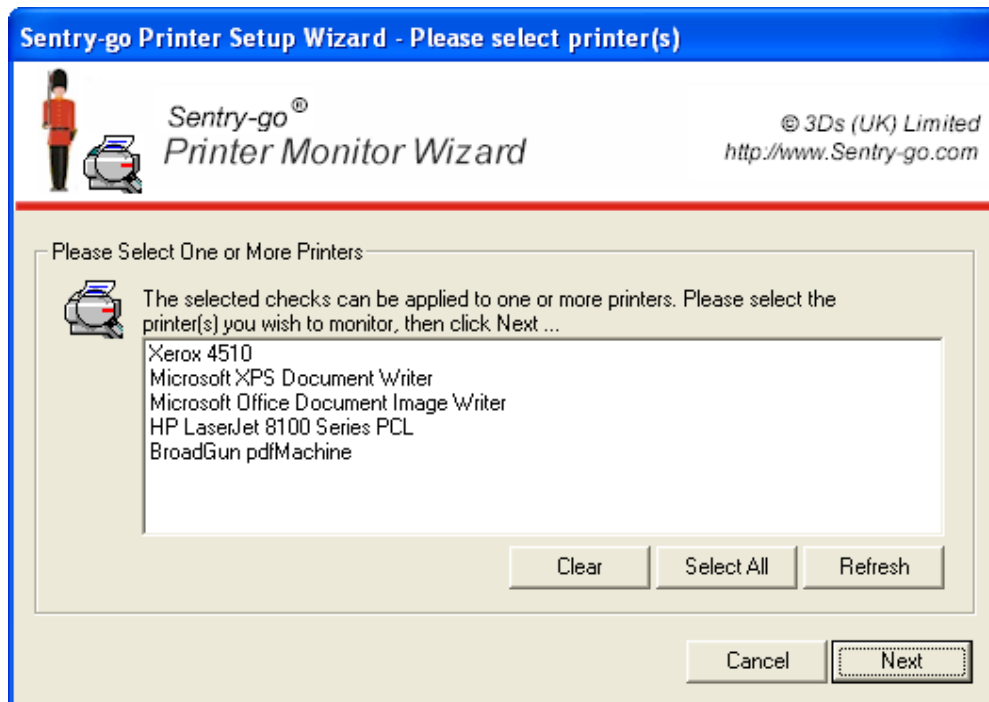 Sentry-go Printer Setup Wizard - Please select printer(s)
Sentry-go®
Printer Monitor Wizard
© 3Ds (UK) Limited
http://www.Sentry-go.com
Please Select One or More Printers
The selected checks can be applied to one or more printers. Please select the
printer(s) you wish to monitor, then click Next ...
Xerox 4510
Microsoft XPS Document Writer
Microsoft Office Document Image Writer
HP LaserJet 8100 Series PCL
BroadGun pdfMachine
Clear
Select All
Refresh
Cancel
Next